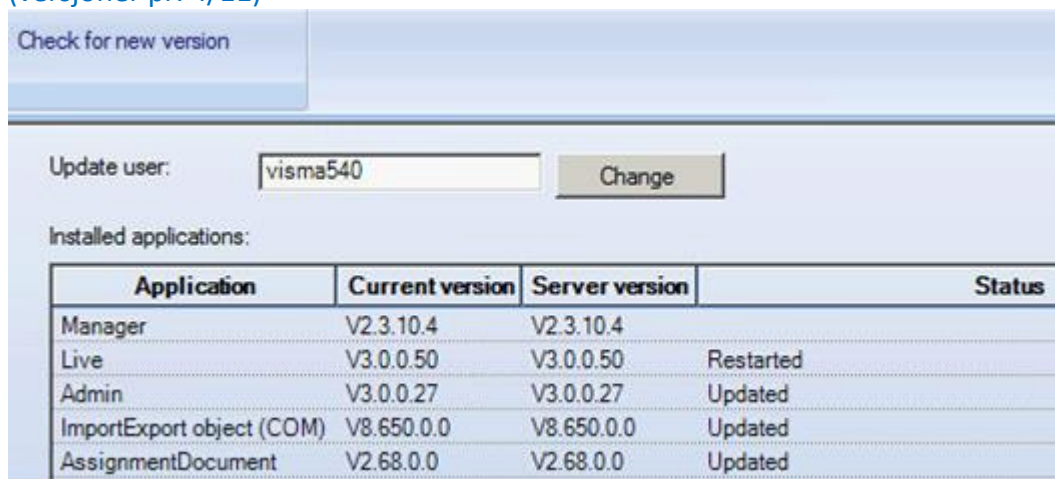 Check for new version
Update user: visma540 Change
Installed applications:
Application Current version Server version Status
Manager V2.3.10.4 V2.3.10.4
Live V3.0.0.50 V3.0.0.50 Restarted
Admin V3.0.0.27 V3.0.0.27 Updated
ImportExport object (COM) V8.650.0.0 V8.650.0.0 Updated
AssignmentDocument V2.68.0.0 V2.68.0.0 Updated